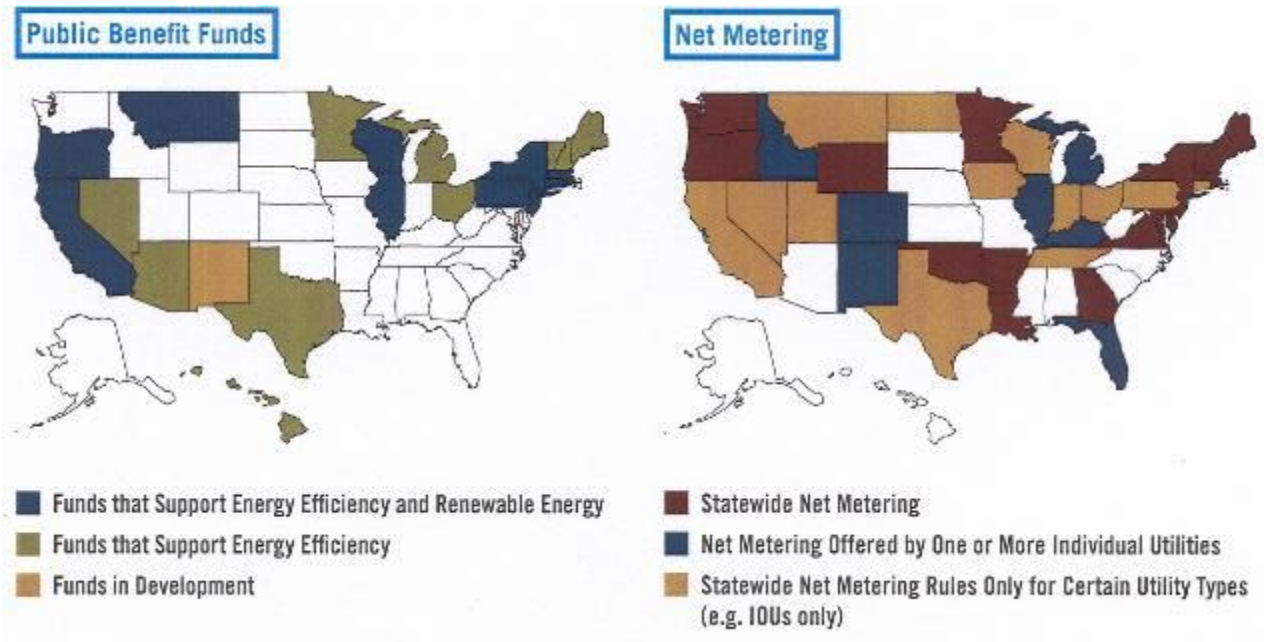 Public Benefit Funds
Net Metering
Funds that Support Energy Efficiency and Renewable Energy
Funds that Support Energy Efficiency
Funds in Development
Statewide Net Metering
Net Metering Offered by One or More Individual Utilities
Statewide Net Metering Rules Only for Certain Utility Types
(e.g. IOUs only)